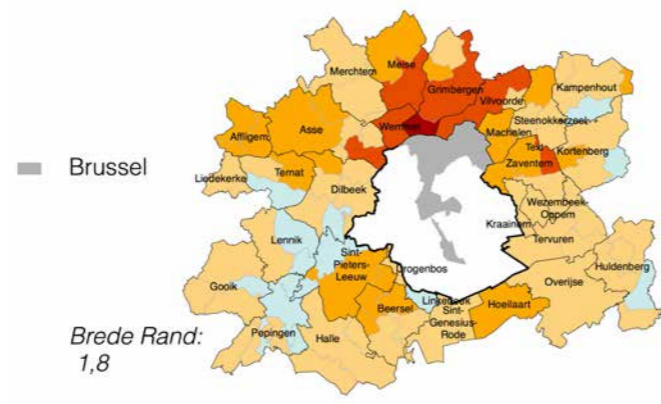 Meise
Merchtem
Kampenhout
Grimbergen
Vilvoorde
Wemmel
Steenokkerzeel
Machelen
Affligem
Asse
Text
Kortenberg
Zaventem
Brussel
Liedekerke
Ternat
Dilbeek
Wezembeek-
Oppem
Kraainem
Lennik
Tervuren
Sint-
Pieters-
Leeuw
Drogenbos
Huldenberg
Overijse
Gooik
Linkebeek
Hoeilaart
Beersel
Sint-
Genesius-
Rode
Pepingen
Halle
Brede Rand:
1,8